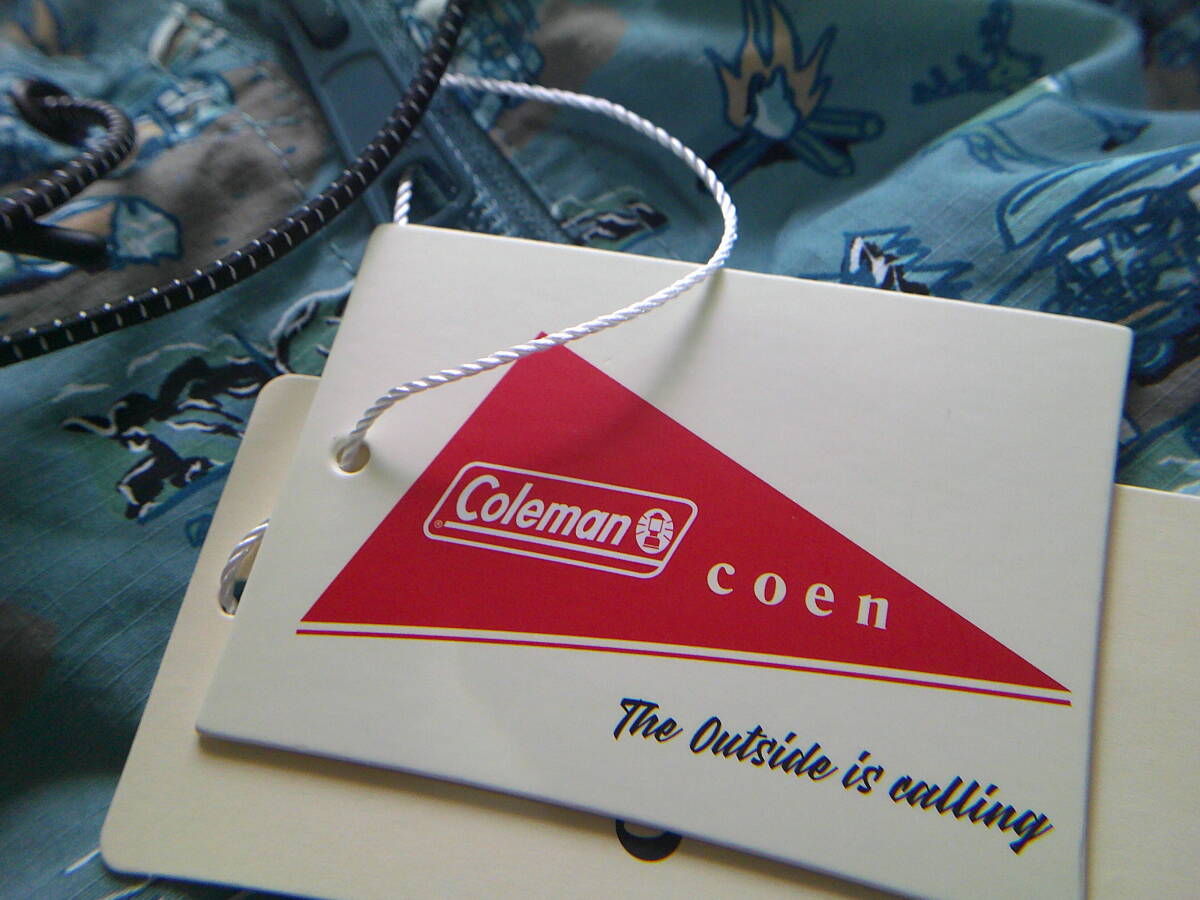 Coleman
®
coen
The Outside is calling